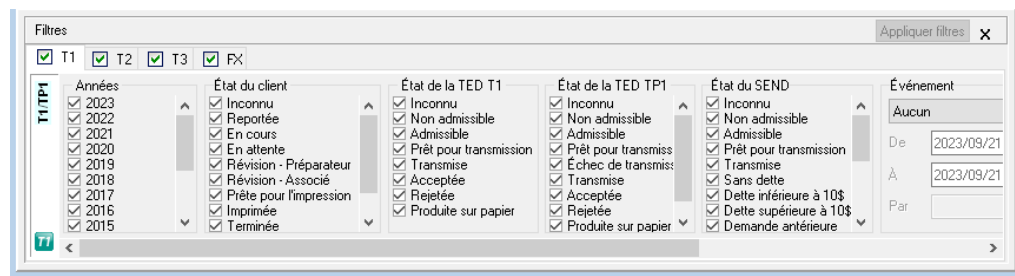 Filtres
Appliquer filtres X
T1 T2 T3 FX
T1/TP1
Années
2023
2022
2021
2020
2019
2018
2017
2016
2015
État du client
Inconnu
Reportée
En cours
En attente
Révision - Préparateur
Révision - Associé
Prête pour l'impression
Imprimée
Terminée
État de la TED T1
Inconnu
Non admissible
Admissible
Prêt pour transmission
Transmise
Acceptée
Rejetée
Produite sur papier
État de la TED TP1
Inconnu
Non admissible
Admissible
Prêt pour transmiss
Échec de transmiss
Transmise
Acceptée
Rejetée
Produite sur papier
État du SEND
Inconnu
Non admissible
Admissible
Prêt pour transmission
Transmise
Sans dette
Dette inférieure à 10$
Dette supérieure à 10$
Demande antérieure
Événement
Aucun
De 2023/09/21
À 2023/09/21
Par
T1